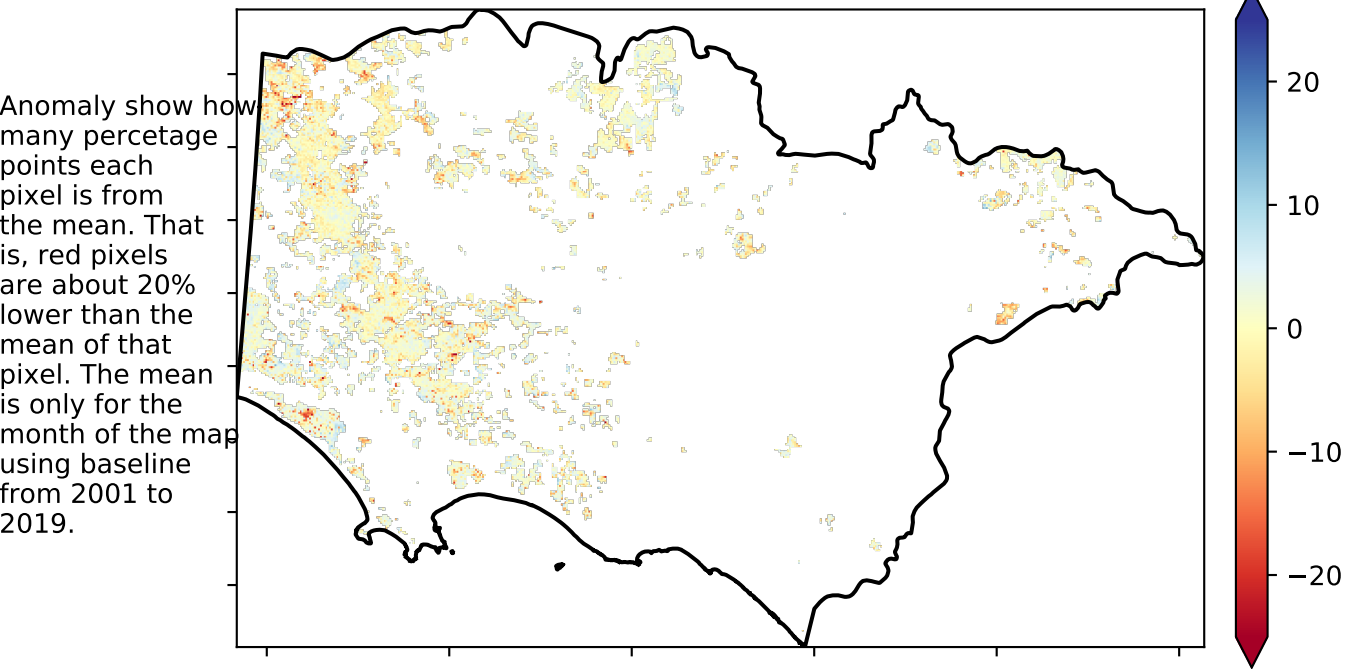 Anomaly show how
many percetage
points each
pixel is from
the mean. That
is, red pixels
are about 20%
lower than the
mean of that
pixel. The mean
is only for the
month of the map
using baseline
from 2001 to
2019.
20
10
0
−10
−20